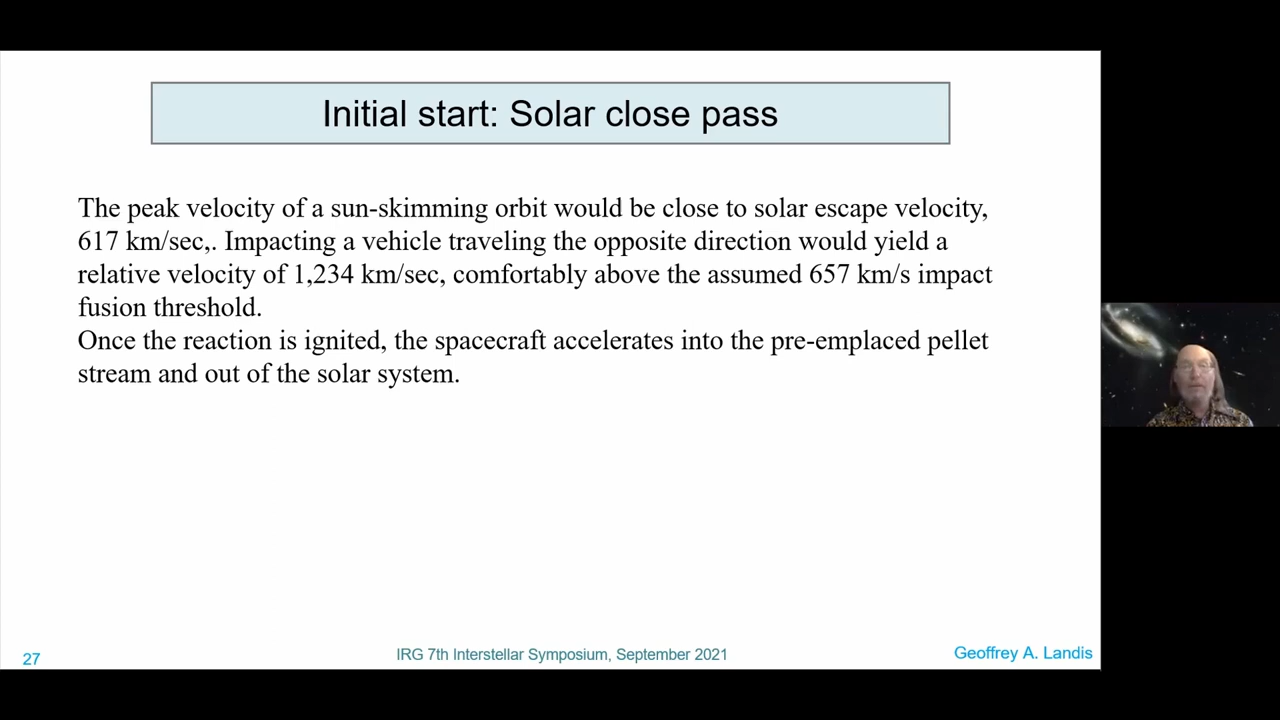 Initial start: Solar close pass
The peak velocity of a sun-skimming orbit would be close to solar escape velocity,
617 km/sec,. Impacting a vehicle traveling the opposite direction would yield a
relative velocity of 1,234 km/sec, comfortably above the assumed 657 km/s impact
fusion threshold.
Once the reaction is ignited, the spacecraft accelerates into the pre-emplaced pellet
stream and out of the solar system.
27
IRG 7th Interstellar Symposium, September 2021
Geoffrey A. Landis